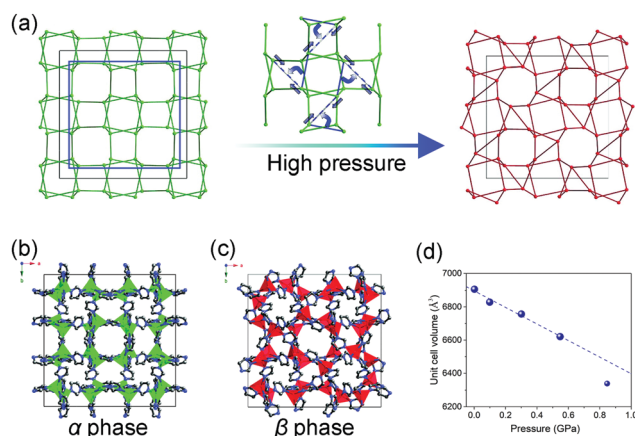 (a)
High pressure
(b)
(c)
(d)
a
b
a
b
α phase
β phase
7000
6800
6600
6400
6200
Unit cell volume (Å³)
0.0 0.2 0.4 0.6 0.8 1.0
Pressure (GPa)